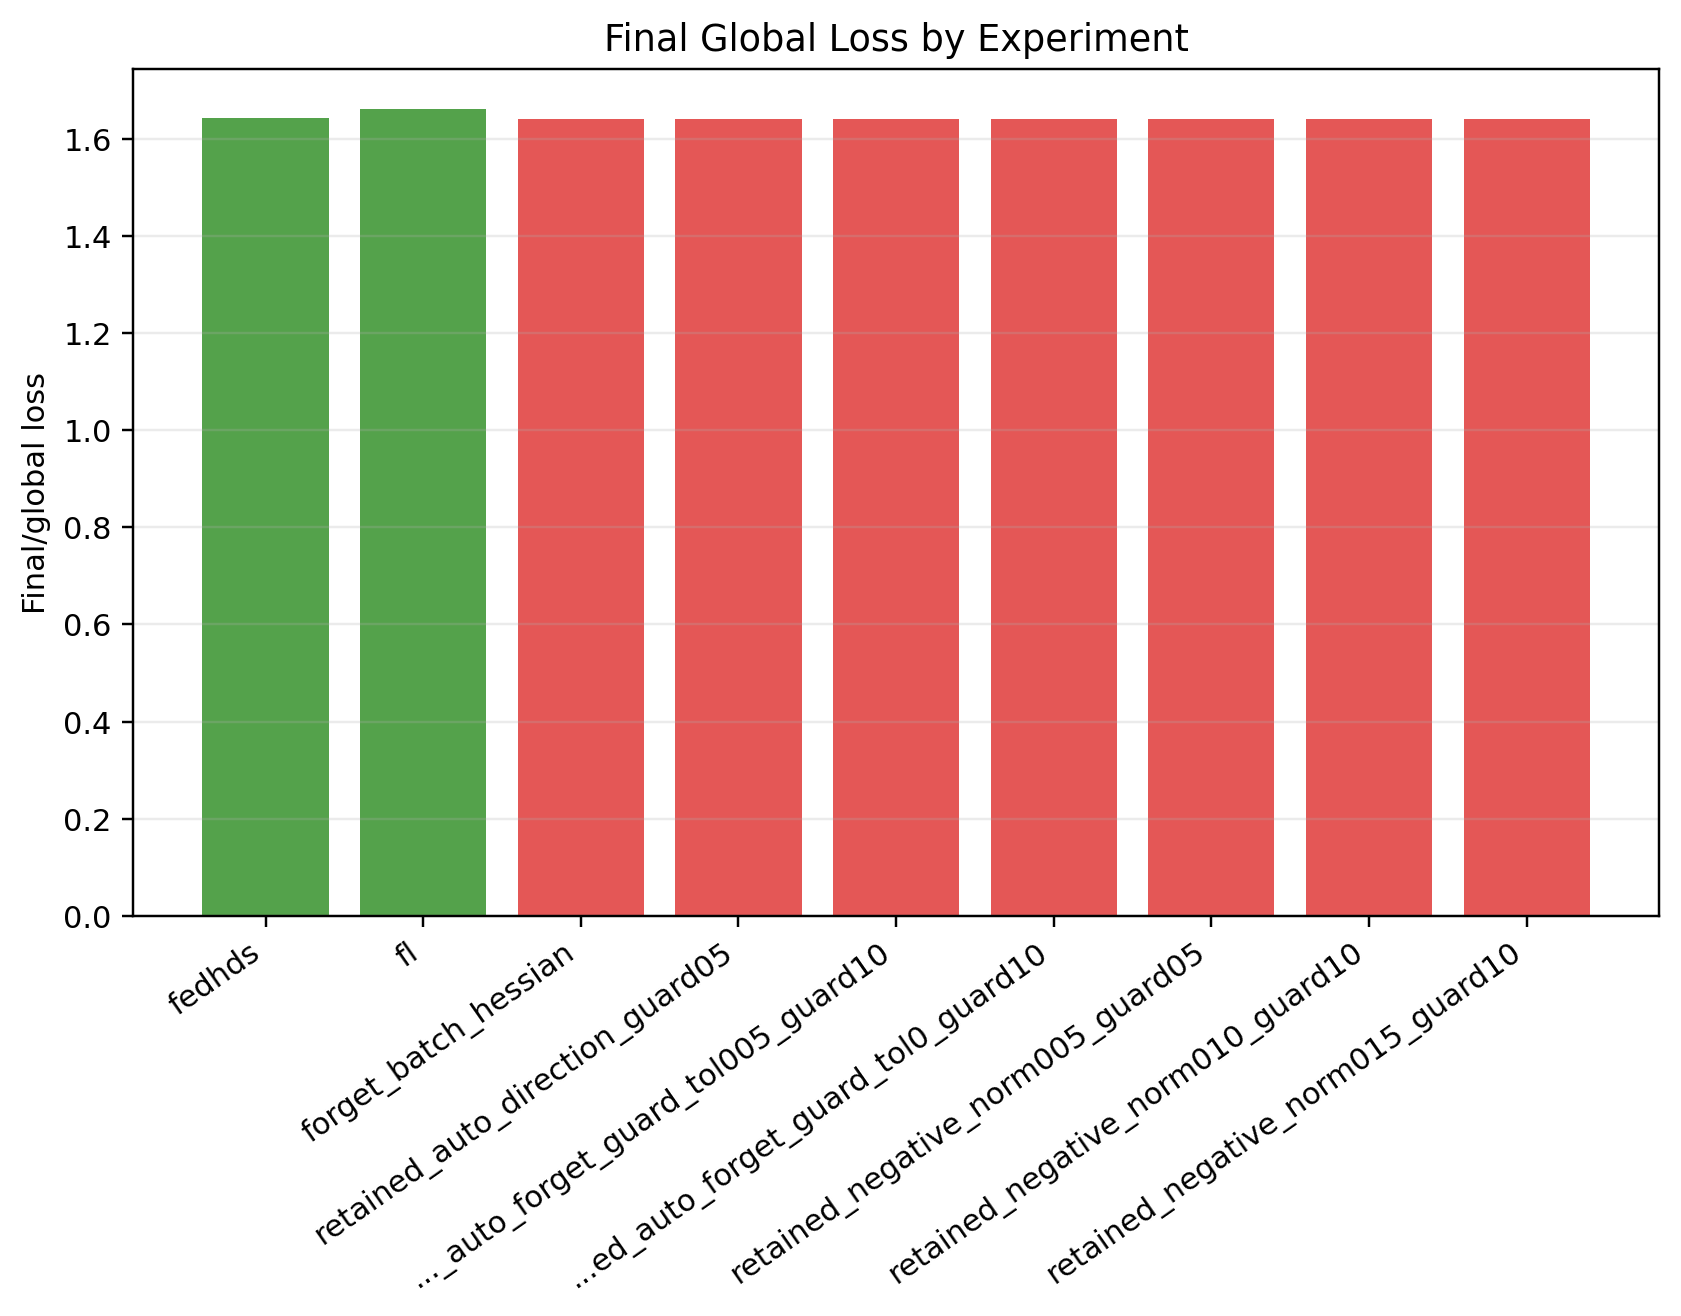 Final Global Loss by Experiment
Final/global loss
1.6
1.4
1.2
1.0
0.8
0.6
0.4
0.2
0.0
fedhds
fl
forget_batch_hessian
retained_auto_direction_guard05
..._auto_forget_guard_tol005_guard10
...ed_auto_forget_guard_tol0_guard10
retained_negative_norm005_guard05
retained_negative_norm010_guard10
retained_negative_norm015_guard10